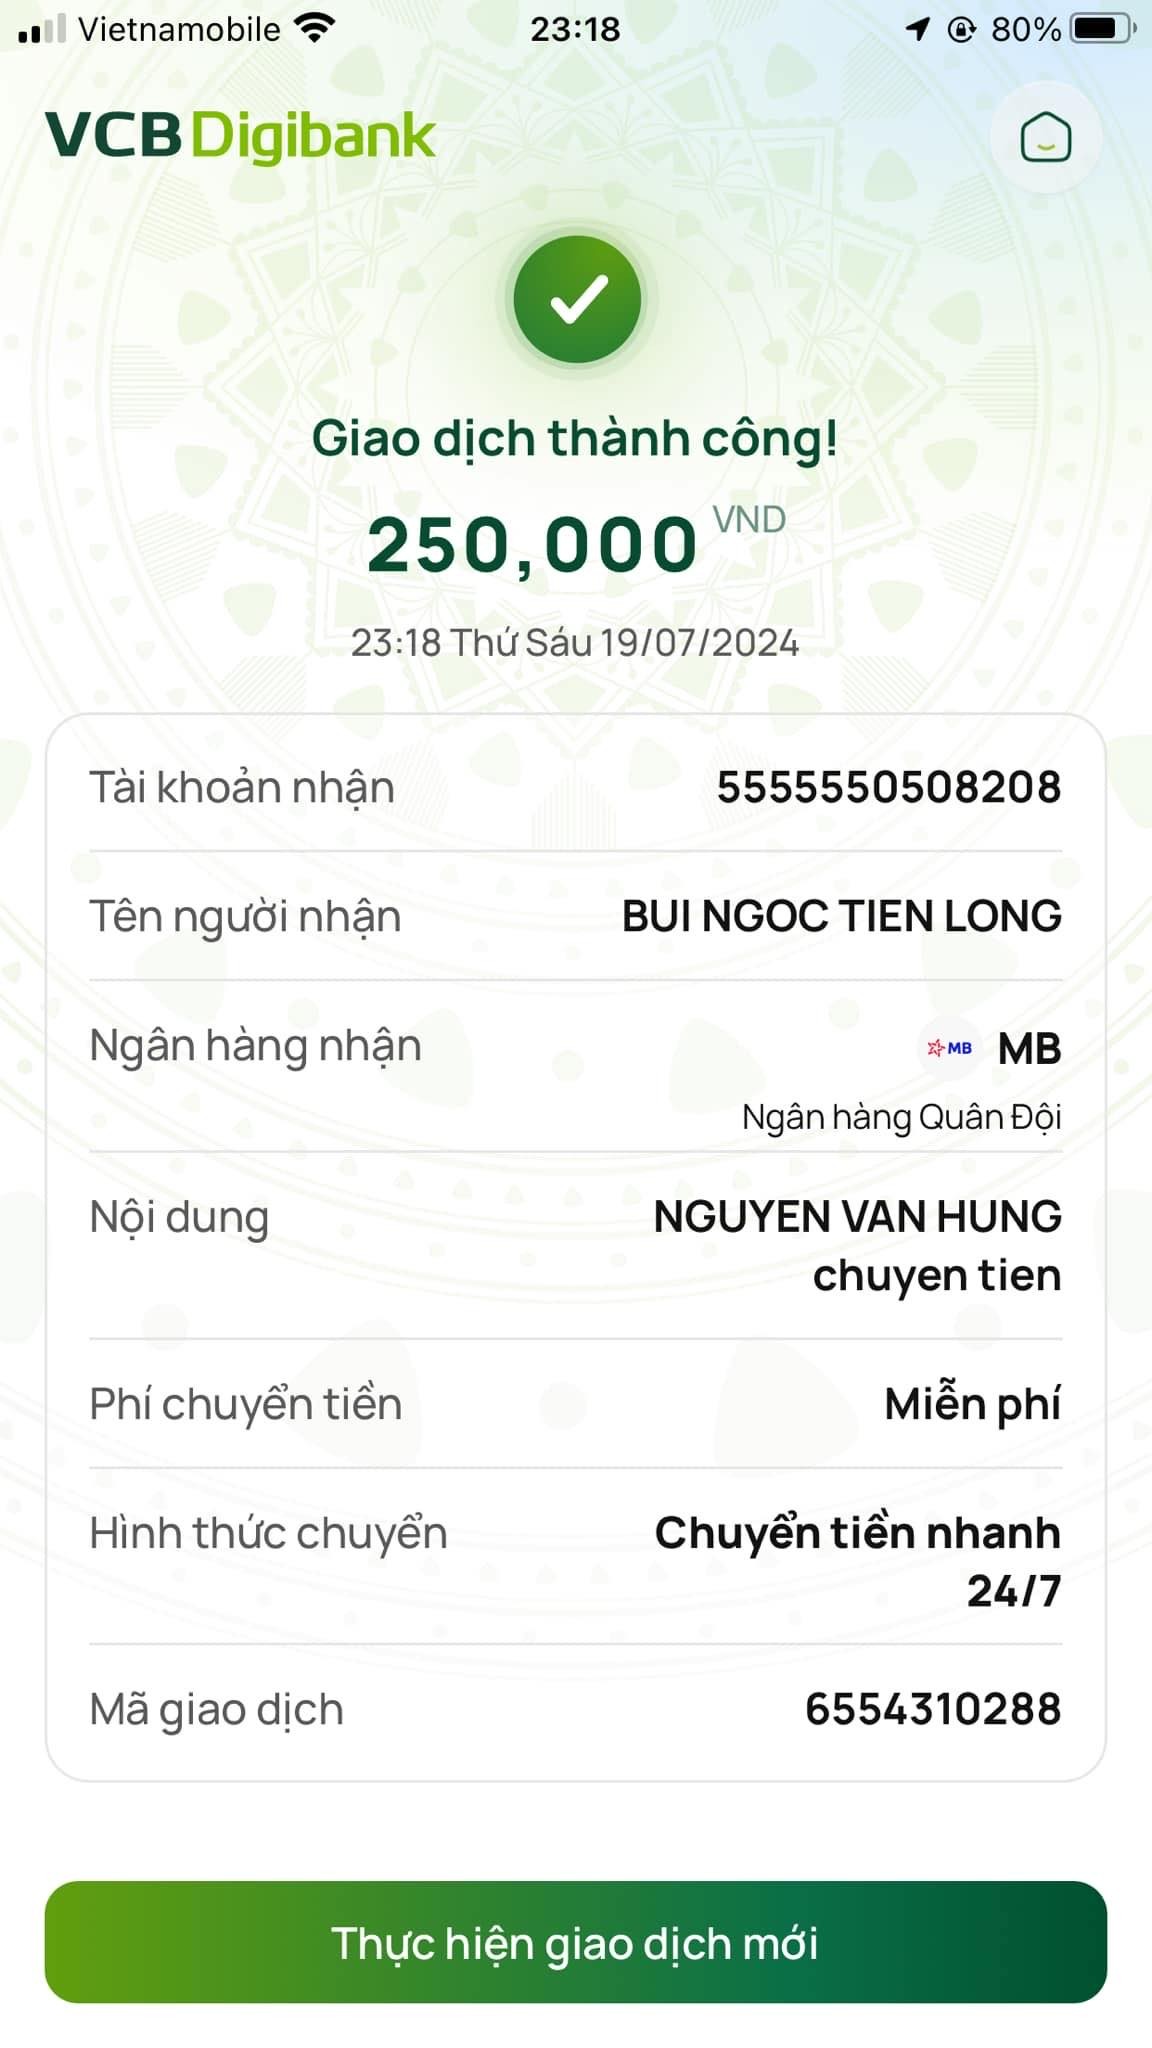 Vietnamobile 23:18 80%
VCB Digibank
Giao dịch thành công!
250,000 VND
23:18 Thứ Sáu 19/07/2024
Tài khoản nhận 5555550508208
Tên người nhận BUI NGOC TIEN LONG
Ngân hàng nhận MB MB
Ngân hàng Quân Đội
Nội dung NGUYEN VAN HUNG
chuyen tien
Phí chuyển tiền Miễn phí
Hình thức chuyển Chuyển tiền nhanh
24/7
Mã giao dịch 6554310288
Thực hiện giao dịch mới